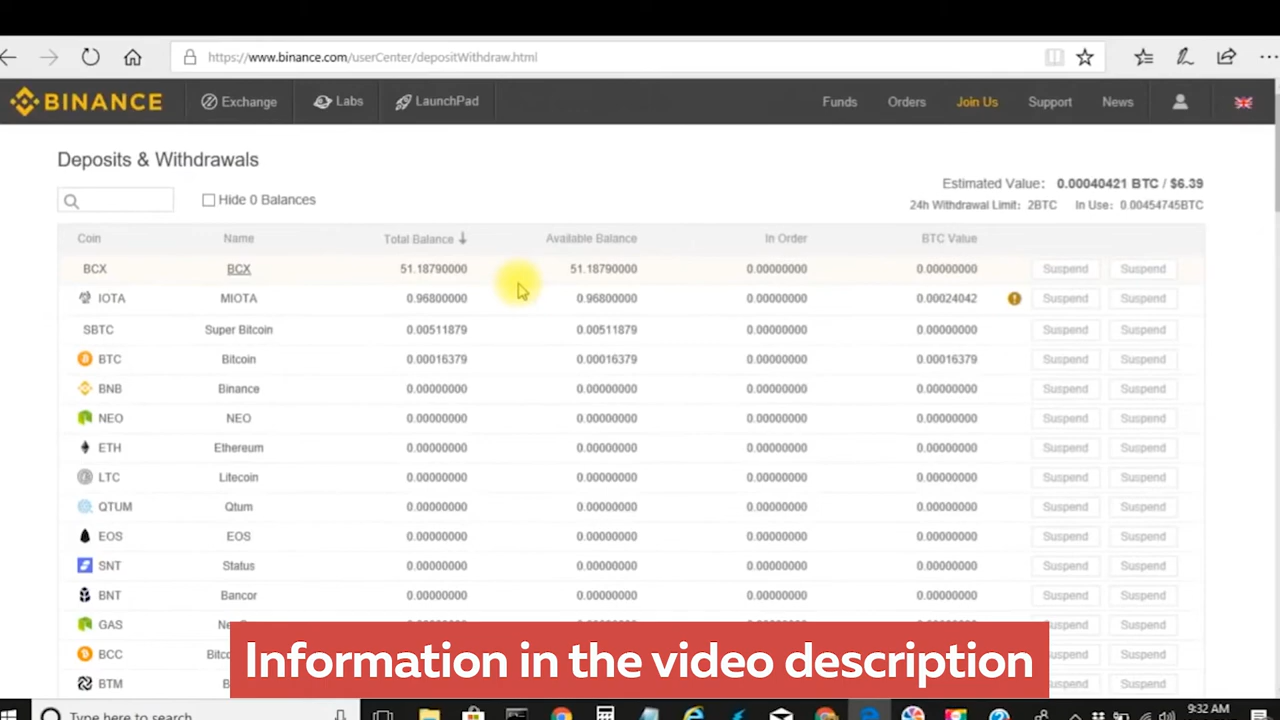 https://www.binance.com/userCenter/depositWithdraw.html
BINANCE Exchange Labs LaunchPad Funds Orders Join Us Support News
Deposits & Withdrawals
Hide 0 Balances
Estimated Value: 0.00040421 BTC / $6.39
24h Withdrawal Limit: 2BTC In Use: 0.00454745BTC
Coin Name Total Balance Available Balance In Order BTC Value
BCX BCX 51.18790000 51.18790000 0.00000000 0.00000000 Suspend Suspend
IOTA MIOTA 0.96800000 0.96800000 0.00000000 0.00024042 Suspend Suspend
SBTC Super Bitcoin 0.00511879 0.00511879 0.00000000 0.00000000 Suspend Suspend
BTC Bitcoin 0.00016379 0.00016379 0.00000000 0.00016379 Suspend Suspend
BNB Binance 0.00000000 0.00000000 0.00000000 0.00000000 Suspend Suspend
NEO NEO 0.00000000 0.00000000 0.00000000 0.00000000 Suspend Suspend
ETH Ethereum 0.00000000 0.00000000 0.00000000 0.00000000 Suspend Suspend
LTC Litecoin 0.00000000 0.00000000 0.00000000 0.00000000 Suspend Suspend
QTUM Qtum 0.00000000 0.00000000 0.00000000 0.00000000 Suspend Suspend
EOS EOS 0.00000000 0.00000000 0.00000000 0.00000000 Suspend Suspend
SNT Status 0.00000000 0.00000000 0.00000000 0.00000000 Suspend Suspend
BNT Bancor 0.00000000 0.00000000 0.00000000 0.00000000 Suspend Suspend
GAS Suspend Suspend
BCC Suspend
BTM Suspend
Information in the video description
Type here to search 9:32 AM